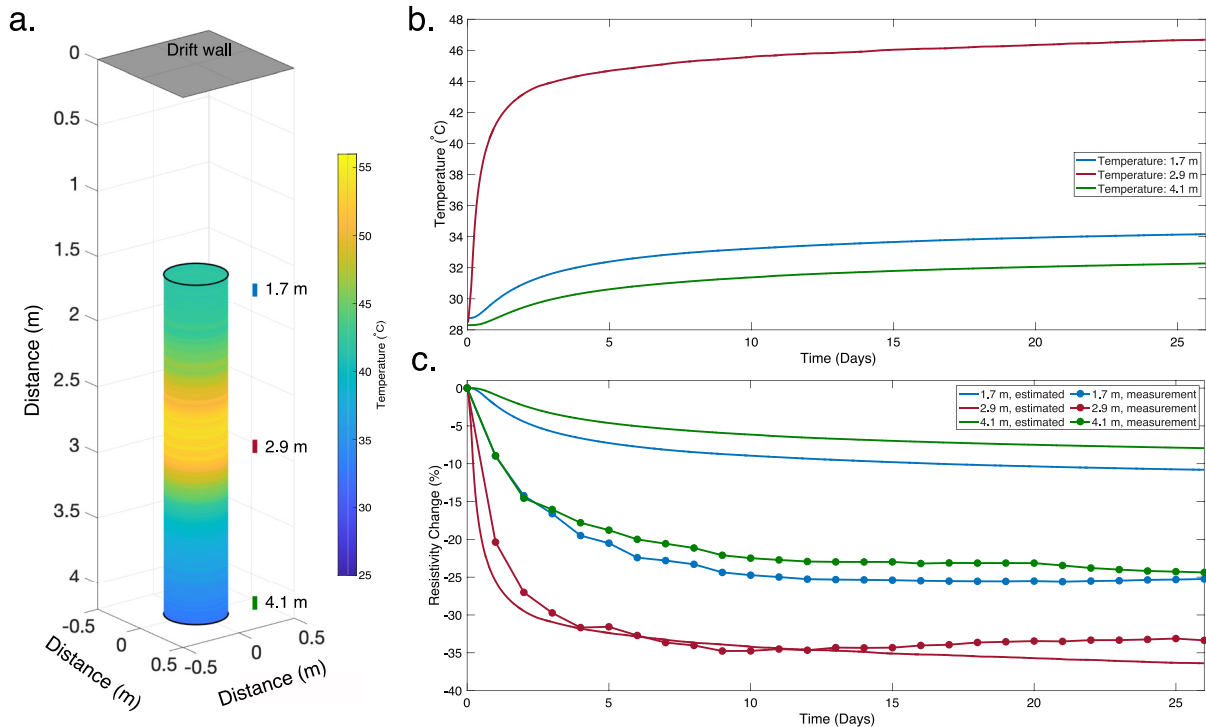 a.
Drift wall
0
0.5
1
1.5
2
2.5
3
3.5
4
Distance (m)
-0.5
0
0.5
Distance (m)
-0.5
0
0.5
Distance (m)
1.7 m
2.9 m
4.1 m
55
50
45
40
35
30
25
Temperature (°C)
b.
48
46
44
42
40
38
36
34
32
30
28
Temperature (°C)
0
5
10
15
20
25
Time (Days)
Temperature: 1.7 m
Temperature: 2.9 m
Temperature: 4.1 m
c.
0
-5
-10
-15
-20
-25
-30
-35
-40
Resistivity Change (%)
0
5
10
15
20
25
Time (Days)
1.7 m, estimated
2.9 m, estimated
4.1 m, estimated
1.7 m, measurement
2.9 m, measurement
4.1 m, measurement